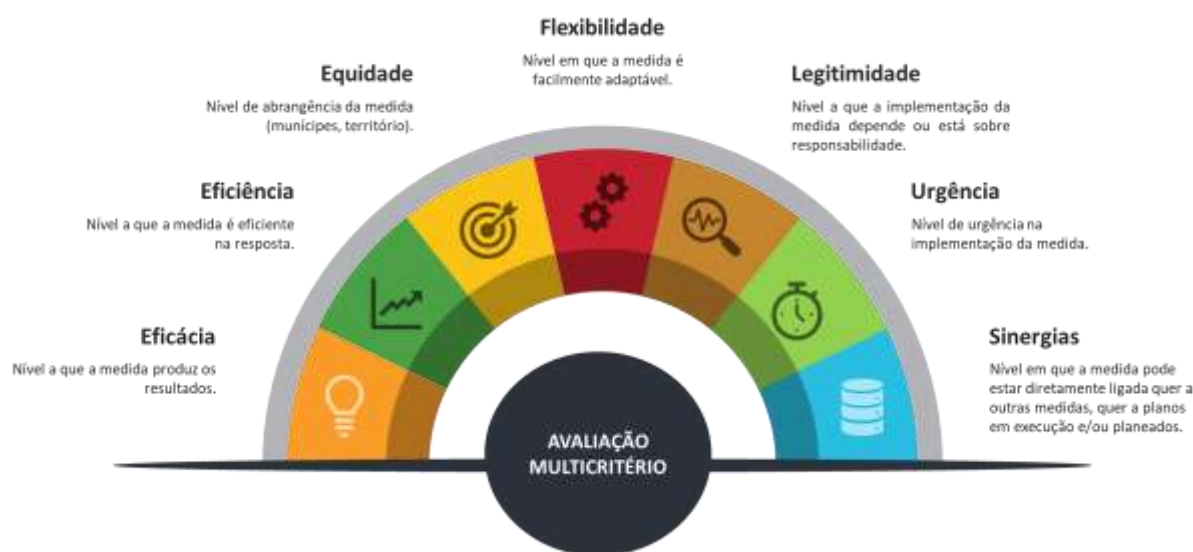 Flexibilidade
Nível em que a medida é
facilmente adaptável.
Equidade
Nível de abrangência da medida
(munícipes, território).
Legitimidade
Nível a que a implementação da
medida depende ou está sobre
responsabilidade.
Eficiência
Nível a que a medida é eficiente
na resposta.
Urgência
Nível de urgência na
implementação da medida.
Eficácia
Nível a que a medida produz os
resultados.
Sinergias
Nível em que a medida pode
estar diretamente ligada quer a
outras medidas, quer a planos
em execução e/ou planeados.
AVALIAÇÃO
MULTICRITÉRIO